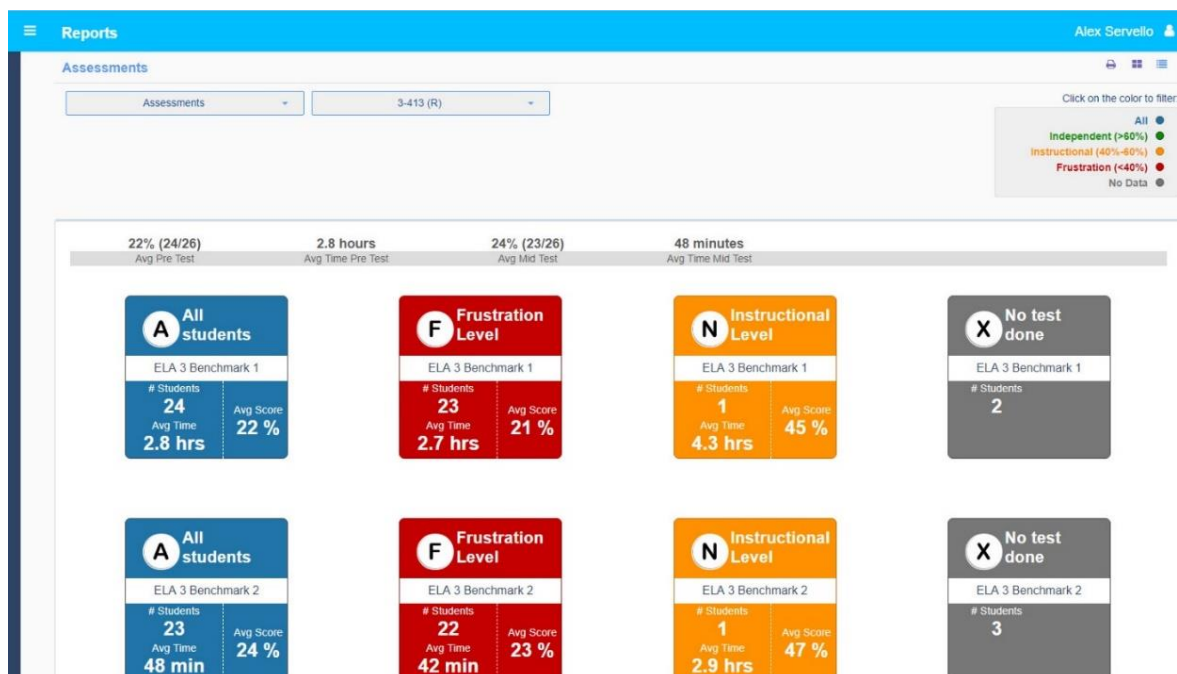 Reports
Alex Servello
Assessments
Assessments
3-413 (R)
Click on the color to filter
All
Independent (>60%)
Instructional (40%-60%)
Frustration (<40%)
No Data
22% (24/26)
Avg Pre Test
2.8 hours
Avg Time Pre Test
24% (23/26)
Avg Mid Test
48 minutes
Avg Time Mid Test
A
All
students
ELA 3 Benchmark 1
# Students
24
Avg Time
2.8 hrs
Avg Score
22 %
F
Frustration
Level
ELA 3 Benchmark 1
# Students
23
Avg Time
2.7 hrs
Avg Score
21 %
N
Instructional
Level
ELA 3 Benchmark 1
# Students
1
Avg Time
4.3 hrs
Avg Score
45 %
X
No test
done
ELA 3 Benchmark 1
# Students
2
A
All
students
ELA 3 Benchmark 2
# Students
23
Avg Time
48 min
Avg Score
24 %
F
Frustration
Level
ELA 3 Benchmark 2
# Students
22
Avg Time
42 min
Avg Score
23 %
N
Instructional
Level
ELA 3 Benchmark 2
# Students
1
Avg Time
2.9 hrs
Avg Score
47 %
X
No test
done
ELA 3 Benchmark 2
# Students
3